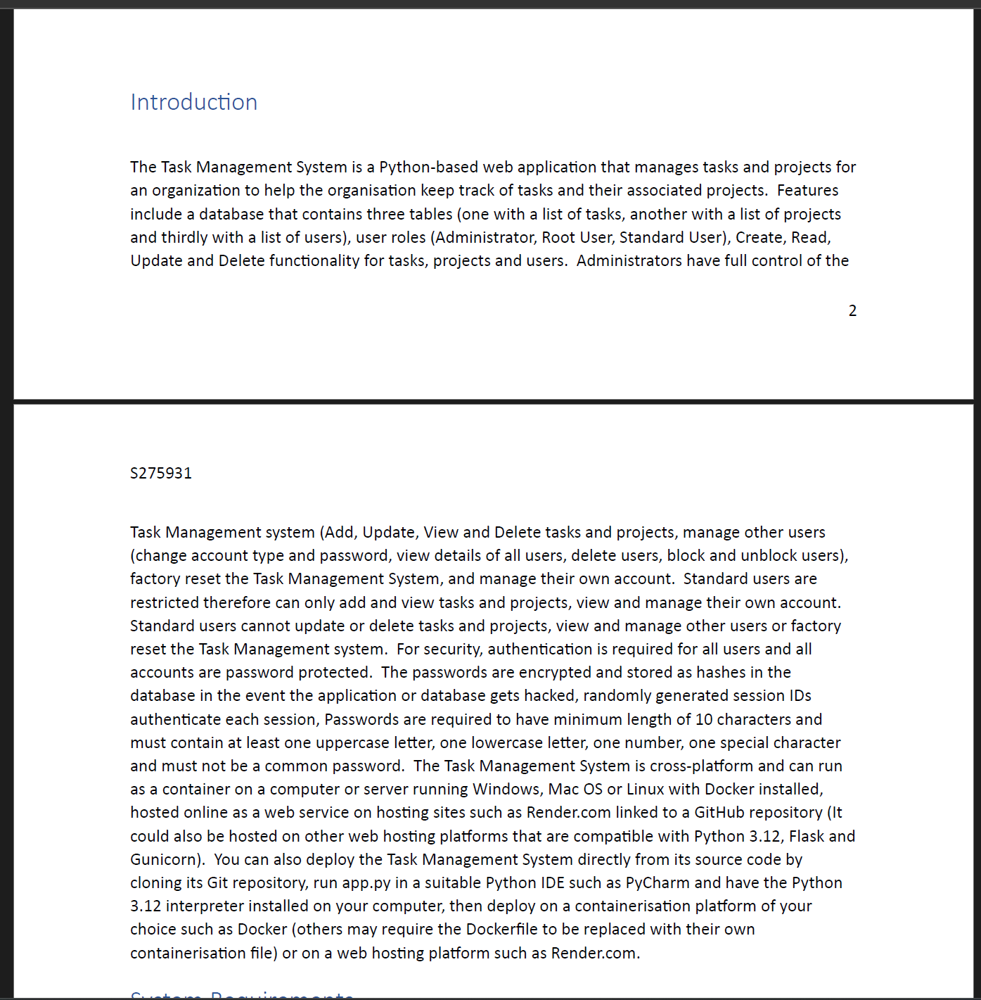 Introduction
The Task Management System is a Python-based web application that manages tasks and projects for
an organization to help the organisation keep track of tasks and their associated projects.  Features
include a database that contains three tables (one with a list of tasks, another with a list of projects
and thirdly with a list of users), user roles (Administrator, Root User, Standard User), Create, Read,
Update and Delete functionality for tasks, projects and users.  Administrators have full control of the
2
S275931
Task Management system (Add, Update, View and Delete tasks and projects, manage other users
(change account type and password, view details of all users, delete users, block and unblock users),
factory reset the Task Management System, and manage their own account.  Standard users are
restricted therefore can only add and view tasks and projects, view and manage their own account.
Standard users cannot update or delete tasks and projects, view and manage other users or factory
reset the Task Management system.  For security, authentication is required for all users and all
accounts are password protected.  The passwords are encrypted and stored as hashes in the
database in the event the application or database gets hacked, randomly generated session IDs
authenticate each session, Passwords are required to have minimum length of 10 characters and
must contain at least one uppercase letter, one lowercase letter, one number, one special character
and must not be a common password.  The Task Management System is cross-platform and can run
as a container on a computer or server running Windows, Mac OS or Linux with Docker installed,
hosted online as a web service on hosting sites such as Render.com linked to a GitHub repository (It
could also be hosted on other web hosting platforms that are compatible with Python 3.12, Flask and
Gunicorn).  You can also deploy the Task Management System directly from its source code by
cloning its Git repository, run app.py in a suitable Python IDE such as PyCharm and have the Python
3.12 interpreter installed on your computer, then deploy on a containerisation platform of your
choice such as Docker (others may require the Dockerfile to be replaced with their own
containerisation file) or on a web hosting platform such as Render.com.
System Requirements